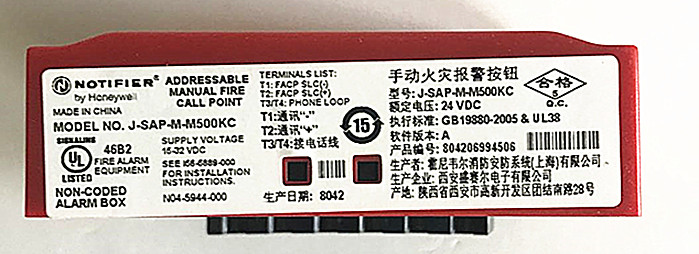 NOTIFIER®
by Honeywell
MADE IN CHINA
ADDRESSABLE
MANUAL FIRE
CALL POINT
MODEL NO. J-SAP-M-M500KC
SIGNALING
UL
LISTED
46B2
FIRE ALARM
EQUIPMENT
NON-CODED
ALARM BOX
SUPPLY VOLTAGE
15-32 VDC
SEE I56-5889-000
FOR INSTALLATION
INSTRUCTIONS.
N04-5944-000
TERMINALS LIST:
T1: FACP SLC(-)
T2: FACP SLC(+)
T3/T4: PHONE LOOP
T1:通讯"-"
T2:通讯"+"
T3/T4:接电话线
15
生产日期: 8042
手动火灾报警按钮
型号: J-SAP-M-M500KC
额定电压: 24 VDC
执行标准: GB19880-2005 & UL38
软件版本: A
产品编号: 804206994506
生产者: 霍尼韦尔消防安防系统(上海)有限公司
生产企业: 西安盛赛尔电子有限公司
产地: 陕西省西安市高新开发区团结南路28号
合格
5
Q.C.